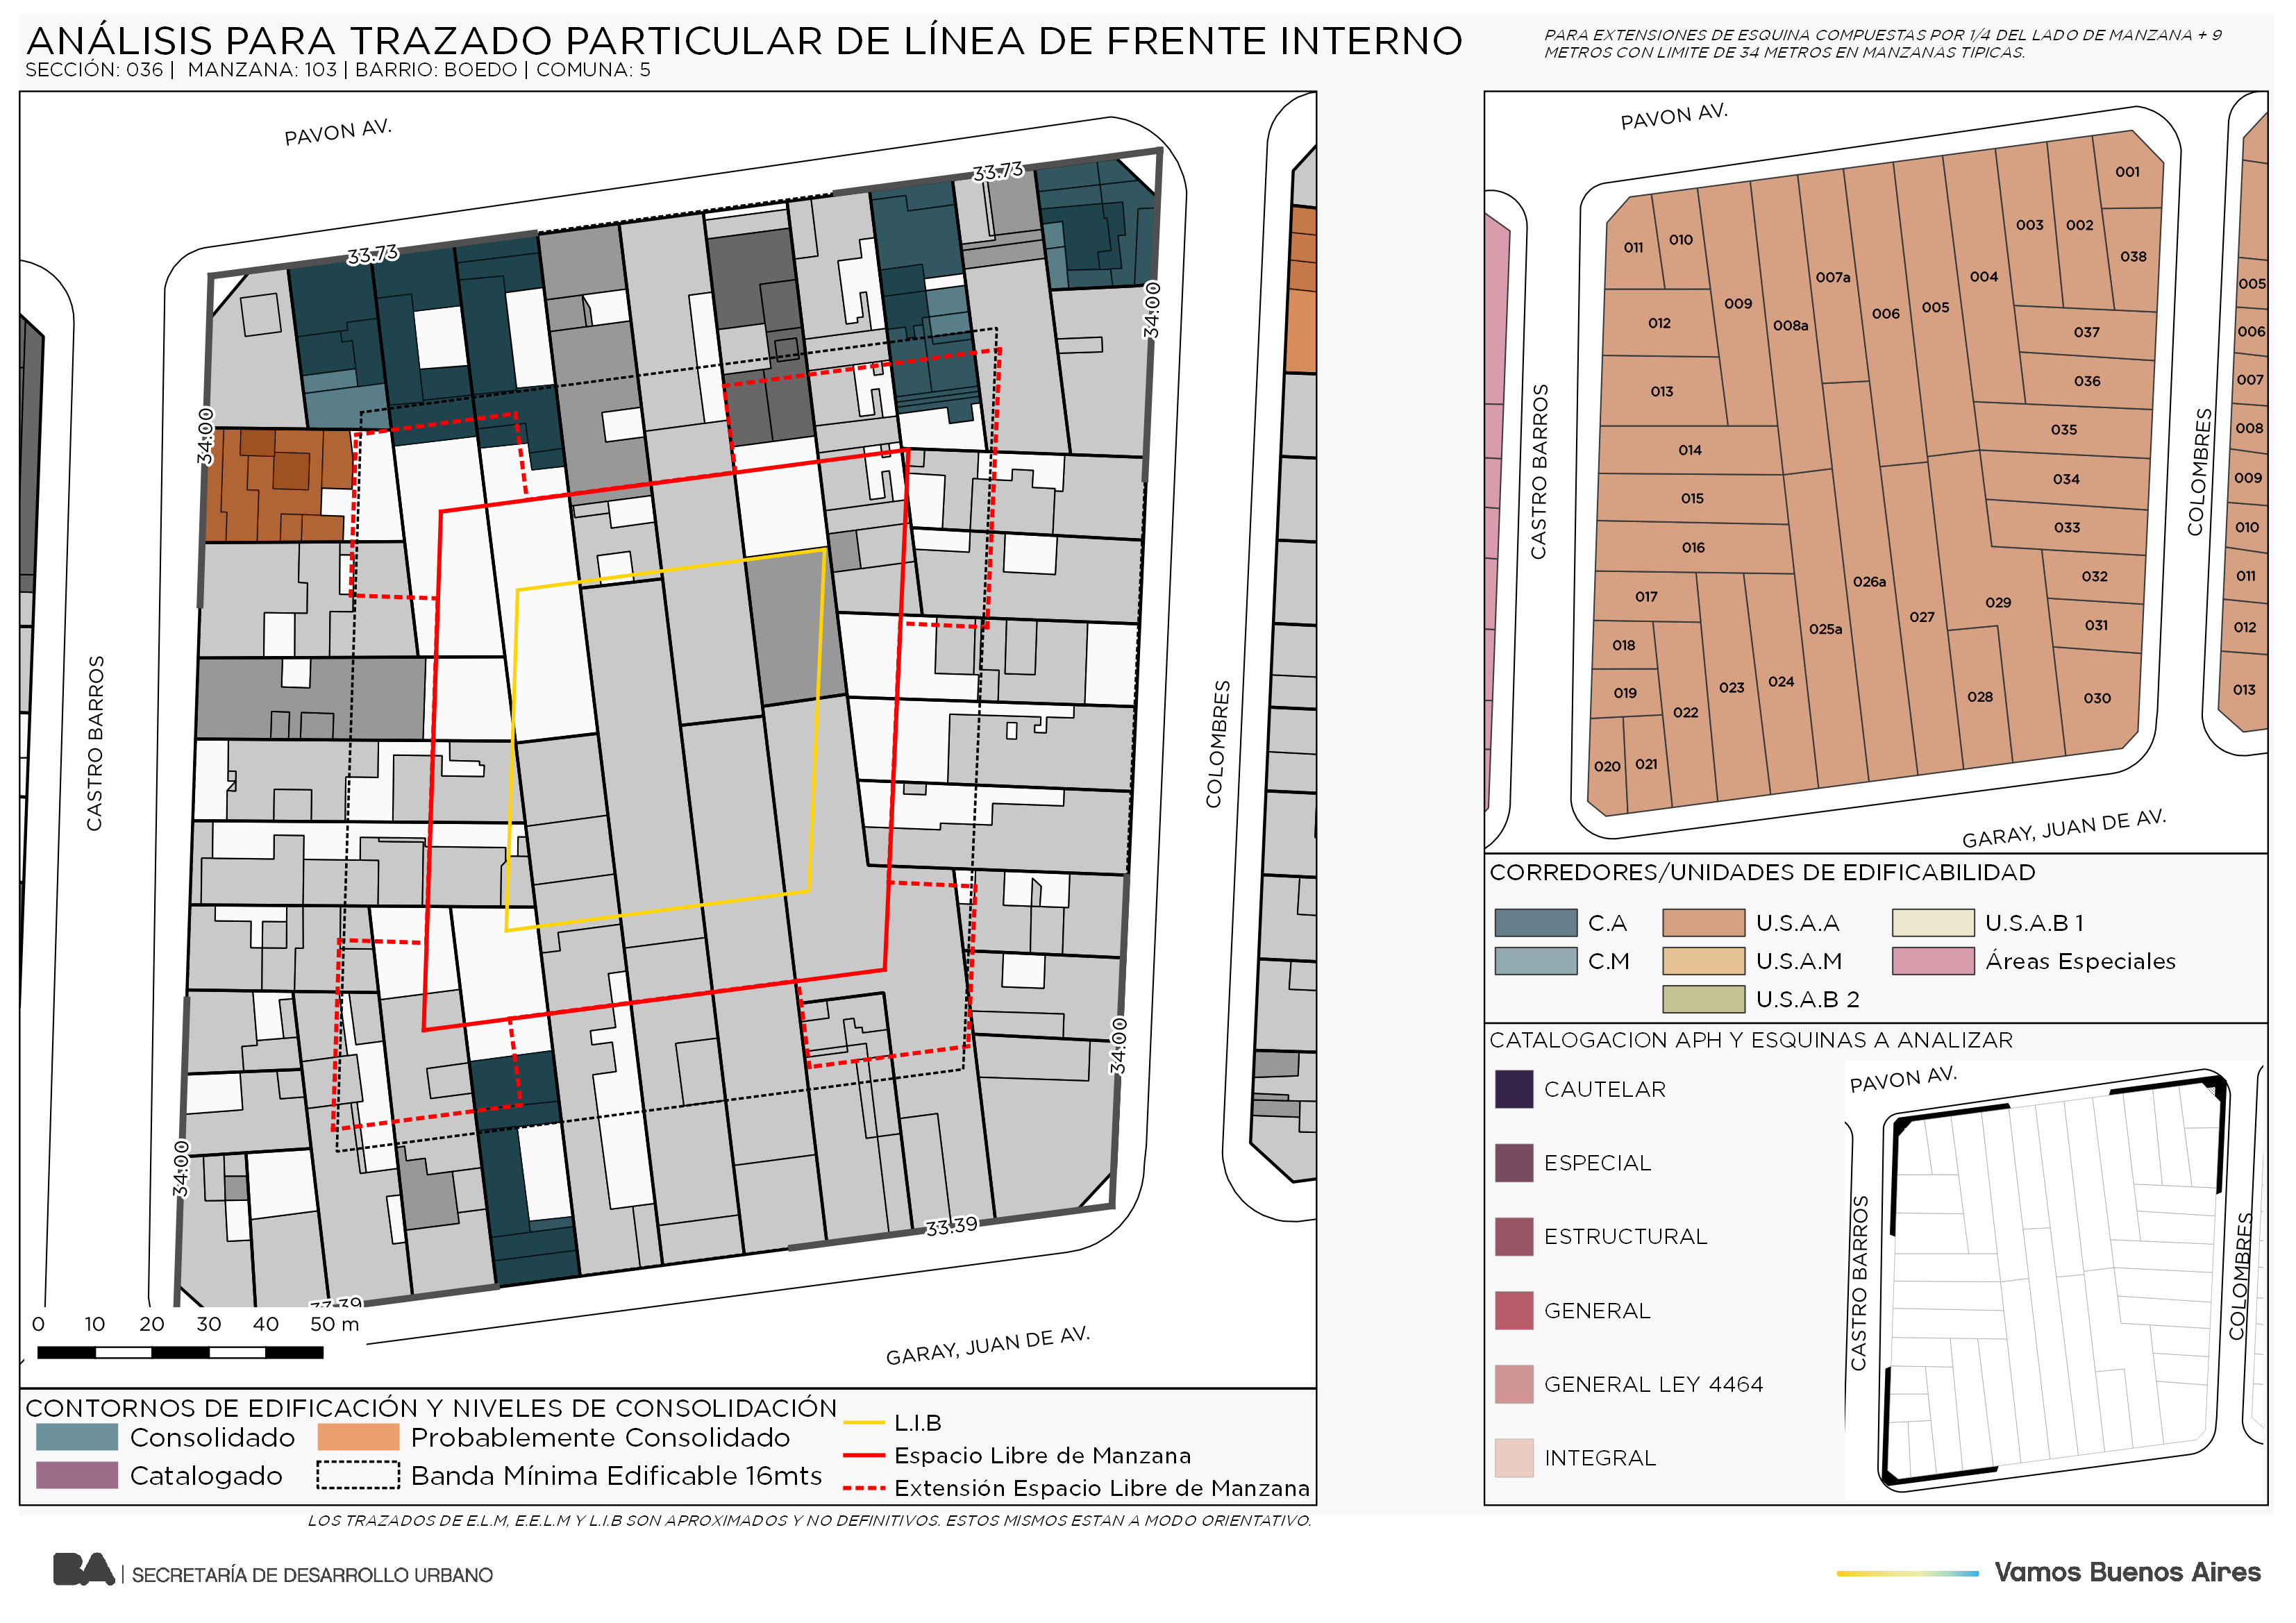 ANÁLISIS PARA TRAZADO PARTICULAR DE LÍNEA DE FRENTE INTERNO
SECCIÓN: 036 | MANZANA: 103 | BARRIO: BOEDO | COMUNA: 5
PARA EXTENSIONES DE ESQUINA COMPUESTAS POR 1/4 DEL LADO DE MANZANA + 9
METROS CON LIMITE DE 34 METROS EN MANZANAS TIPICAS.
PAVON AV.
33.73
33.73
34.00
34.00
CASTRO BARROS
COLOMBRES
34.00
34.00
33.39
33.39
GARAY, JUAN DE AV.
0 10 20 30 40 50 m
CONTORNOS DE EDIFICACIÓN Y NIVELES DE CONSOLIDACIÓN
Consolidado
Probablemente Consolidado
Catalogado
Banda Mínima Edificable 16mts
L.I.B
Espacio Libre de Manzana
Extensión Espacio Libre de Manzana
LOS TRAZADOS DE E.L.M, E.E.L.M Y L.I.B SON APROXIMADOS Y NO DEFINITIVOS. ESTOS MISMOS ESTAN A MODO ORIENTATIVO.
PAVON AV.
001
002
003
004
005
006
007a
008a
009
010
011
012
013
014
015
016
017
018
019
020
021
022
023
024
025a
026a
027
028
029
030
031
032
033
034
035
036
037
038
005
006
007
008
009
010
011
012
013
CASTRO BARROS
COLOMBRES
GARAY, JUAN DE AV.
CORREDORES/UNIDADES DE EDIFICABILIDAD
C.A
U.S.A.A
U.S.A.B 1
C.M
U.S.A.M
Áreas Especiales
U.S.A.B 2
CATALOGACION APH Y ESQUINAS A ANALIZAR
CAUTELAR
ESPECIAL
ESTRUCTURAL
GENERAL
GENERAL LEY 4464
INTEGRAL
PAVON AV.
CASTRO BARROS
COLOMBRES
BA | SECRETARÍA DE DESARROLLO URBANO
Vamos Buenos Aires